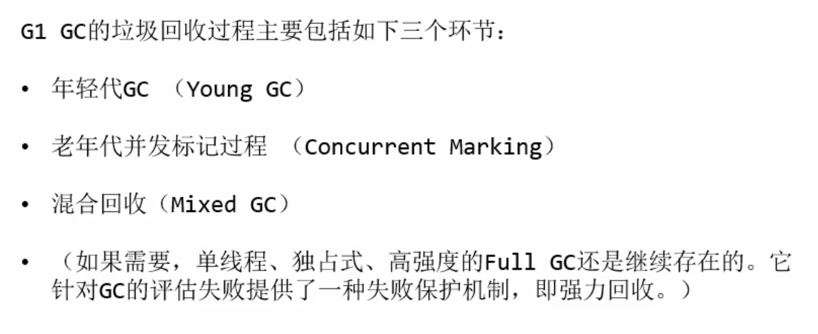 G1 GC的垃圾回收过程主要包括如下三个环节：
• 年轻代GC （Young GC）
• 老年代并发标记过程 （Concurrent Marking）
• 混合回收（Mixed GC）
• （如果需要，单线程、独占式、高强度的Full GC还是继续存在的。它
针对GC的评估失败提供了一种失败保护机制，即强力回收。）